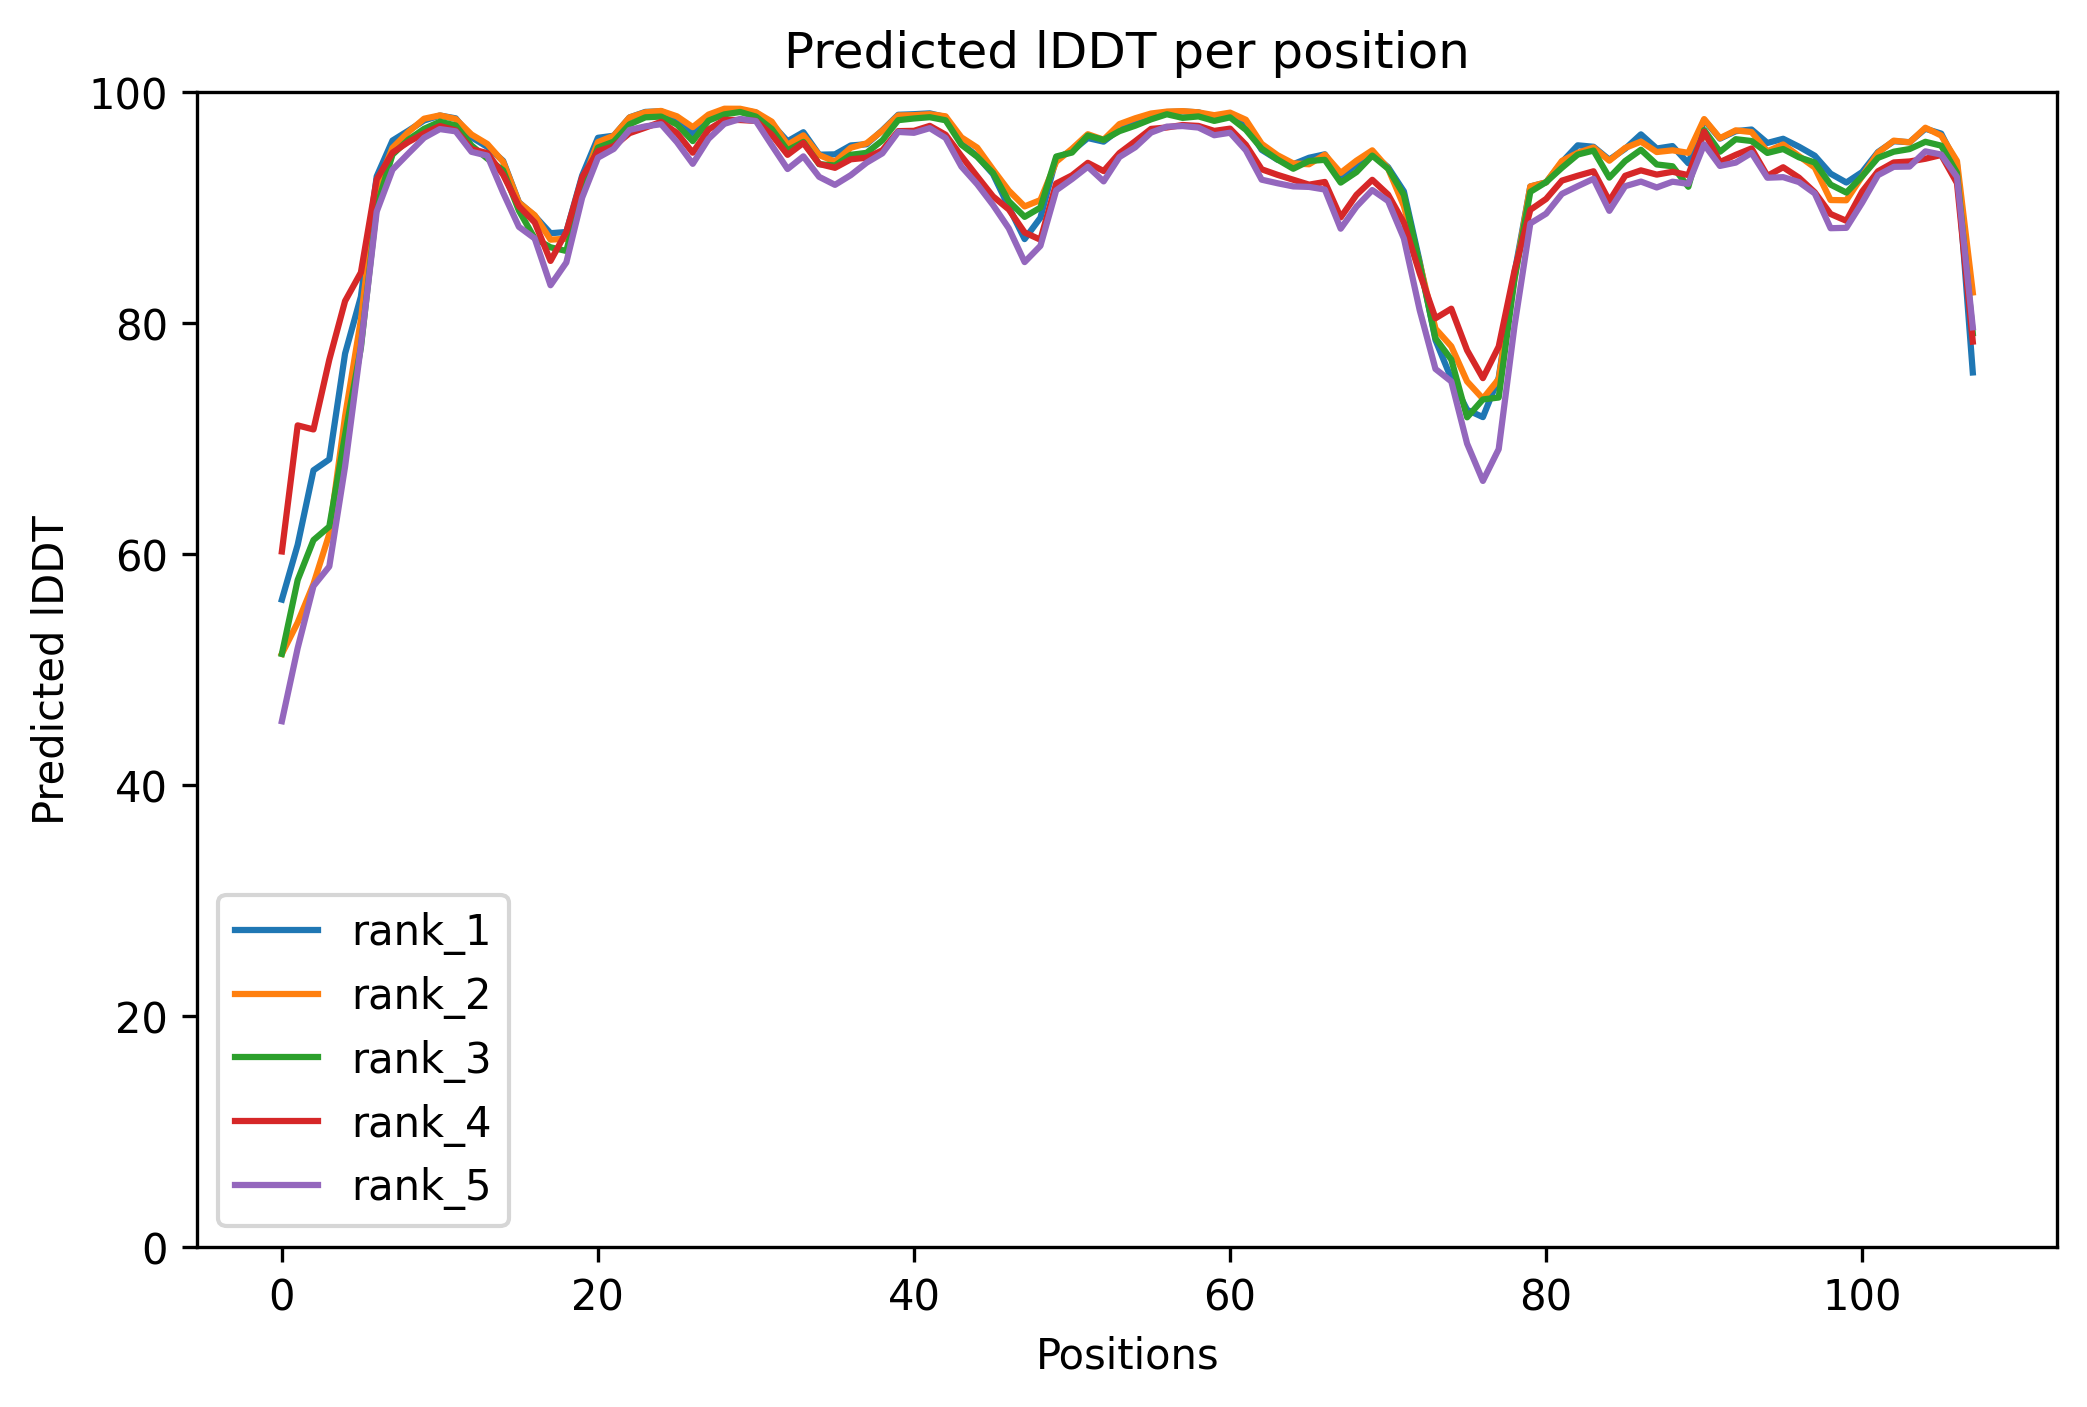 Predicted lDDT per position
100
80
60
40
20
0
Predicted lDDT
rank_1
rank_2
rank_3
rank_4
rank_5
0 20 40 60 80 100
Positions